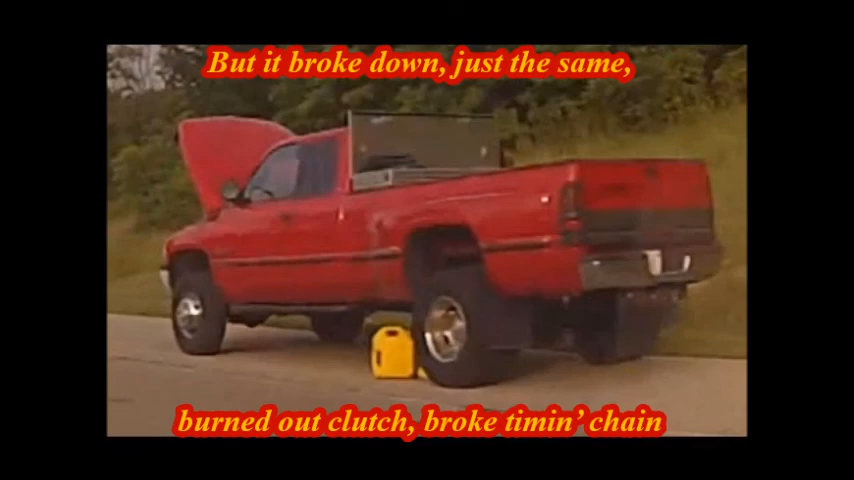 But it broke down, just the same,
burned out clutch, broke timin' chain